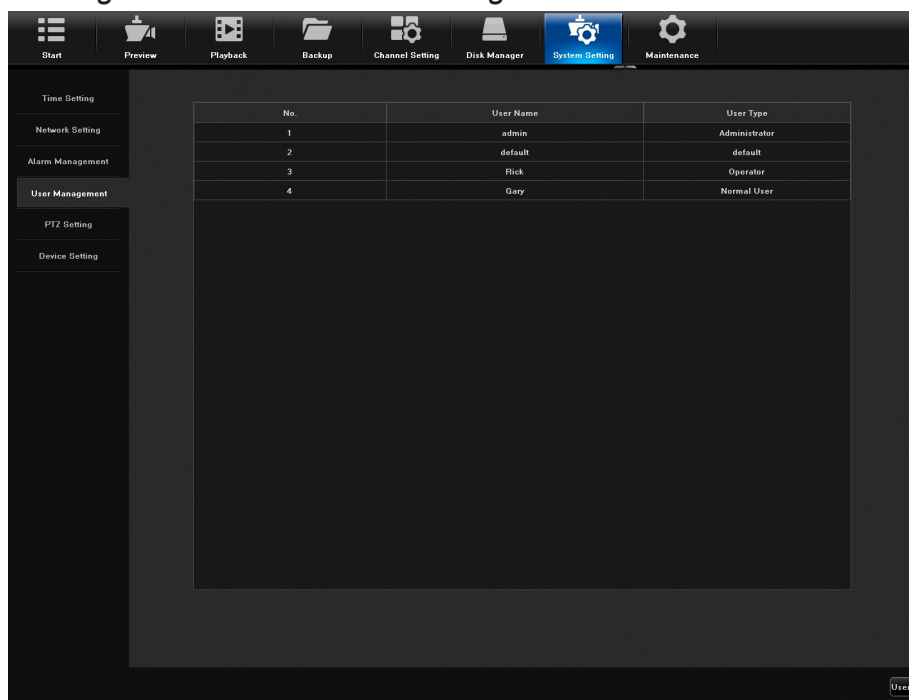 Start Preview Playback Backup Channel Setting Disk Manager System Setting Maintenance
Time Setting
Network Setting
Alarm Management
User Management
PTZ Setting
Device Setting
No. User Name User Type
1 admin Administrator
2 default default
3 Rick Operator
4 Gary Normal User
User